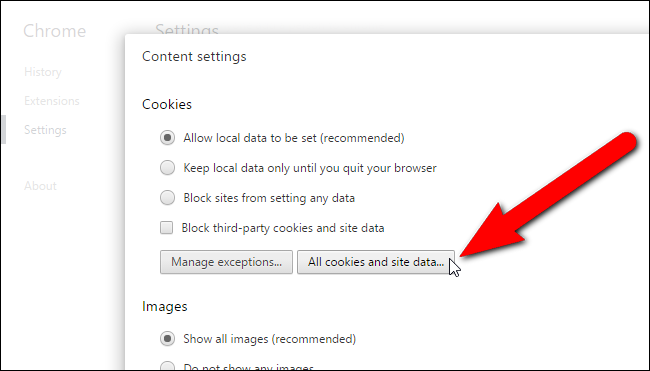 Chrome
Settings
History
Extensions
Settings
About
Content settings
Cookies
Allow local data to be set (recommended)
Keep local data only until you quit your browser
Block sites from setting any data
Block third-party cookies and site data
Manage exceptions... All cookies and site data...
Images
Show all images (recommended)
Do not show any images